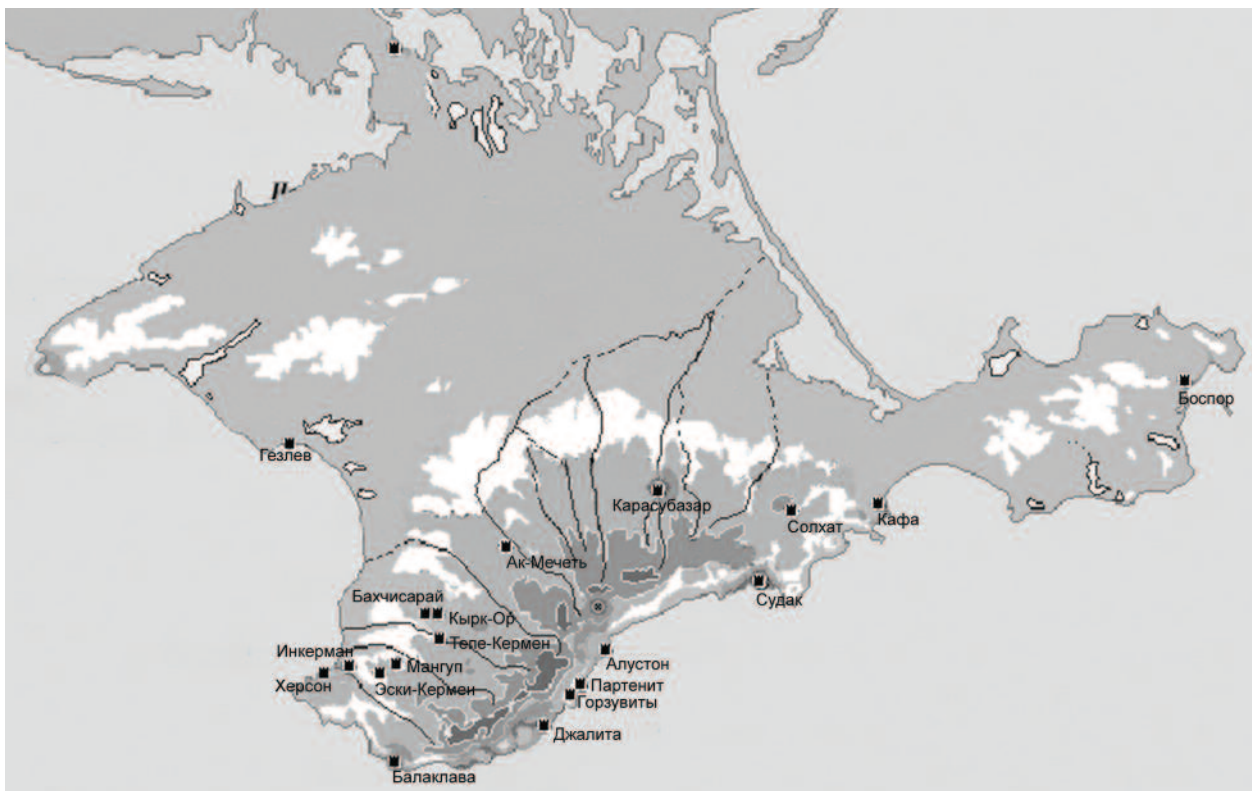 Боспор
Гезлев
Карасубазар
Солхат
Кафа
Ак-Мечеть
Судак
Бахчисарай
Кырк-Ор
Тепе-Кермен
Инкерман
Мангуп
Алустон
Херсон
Эски-Кермен
Партенит
Горзувиты
Джалита
Балаклава